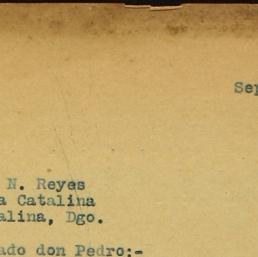 Sep
N. Reyes
a Catalina
alina, Dgo.
ado don Pedro:-